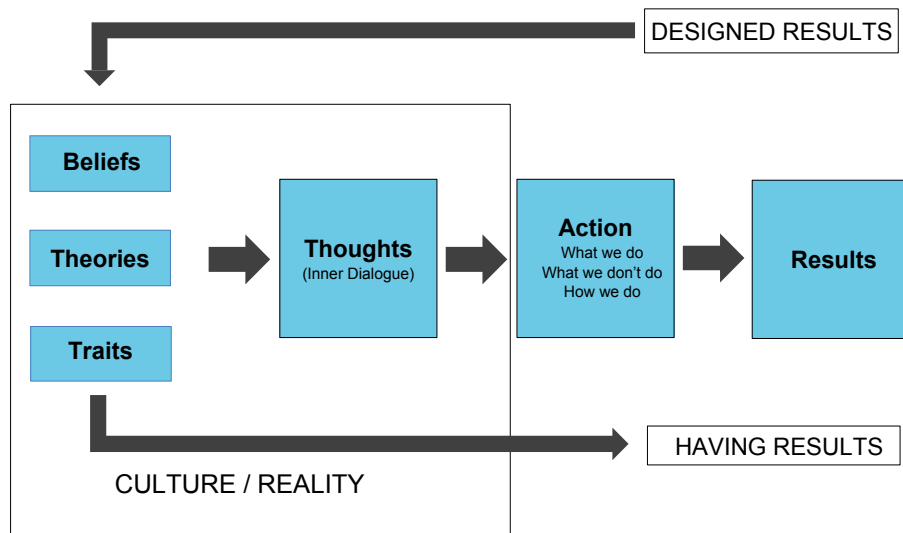 DESIGNED RESULTS
Beliefs
Theories
Traits
Thoughts
(Inner Dialogue)
Action
What we do
What we don't do
How we do
Results
HAVING RESULTS
CULTURE / REALITY